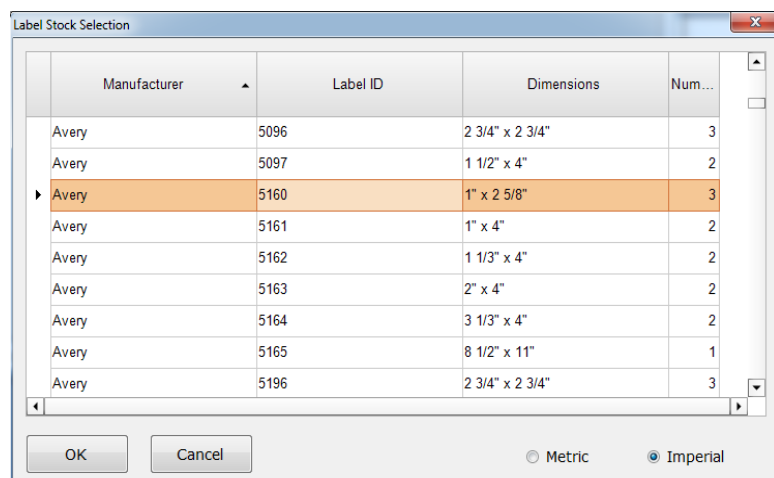 Label Stock Selection
Manufacturer Label ID Dimensions Num...
Avery 5096 2 3/4" x 2 3/4" 3
Avery 5097 1 1/2" x 4" 2
Avery 5160 1" x 2 5/8" 3
Avery 5161 1" x 4" 2
Avery 5162 1 1/3" x 4" 2
Avery 5163 2" x 4" 2
Avery 5164 3 1/3" x 4" 2
Avery 5165 8 1/2" x 11" 1
Avery 5196 2 3/4" x 2 3/4" 3
OK Cancel Metric Imperial